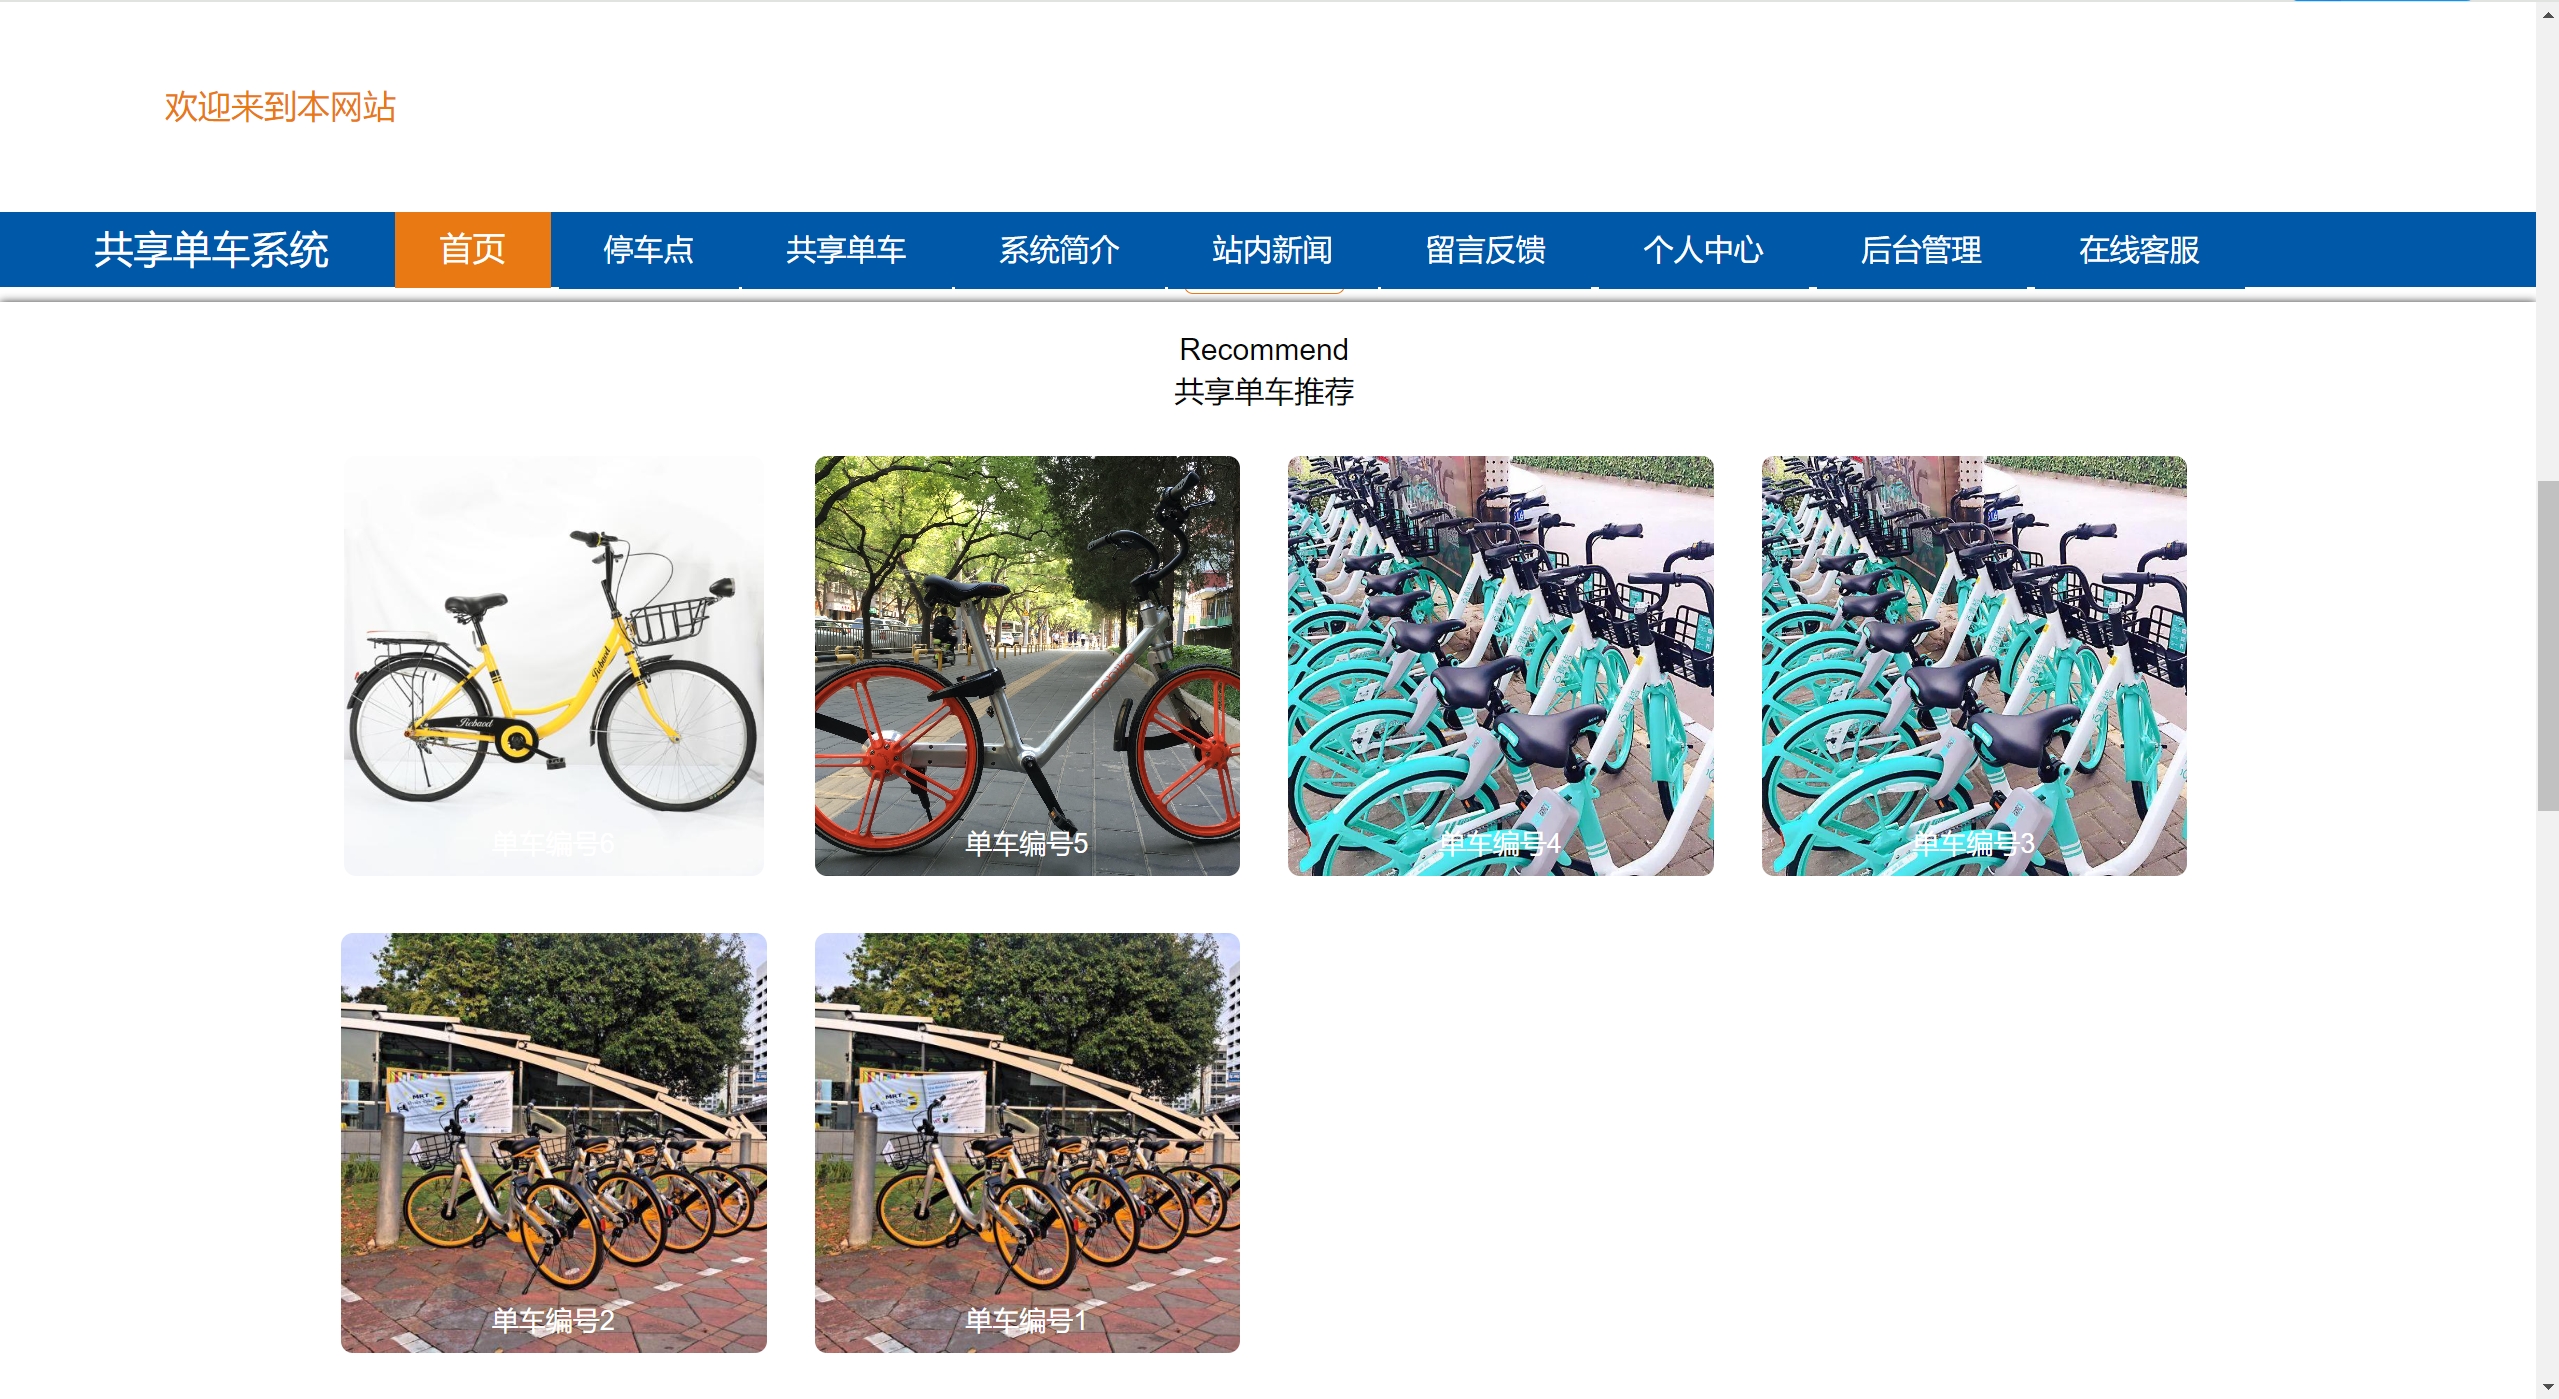 欢迎来到本网站
共享单车系统 首页 停车点 共享单车 系统简介 站内新闻 留言反馈 个人中心 后台管理 在线客服
Recommend
共享单车推荐
单车编号6 单车编号5 单车编号4 单车编号3
MRT MRT
单车编号2 单车编号1